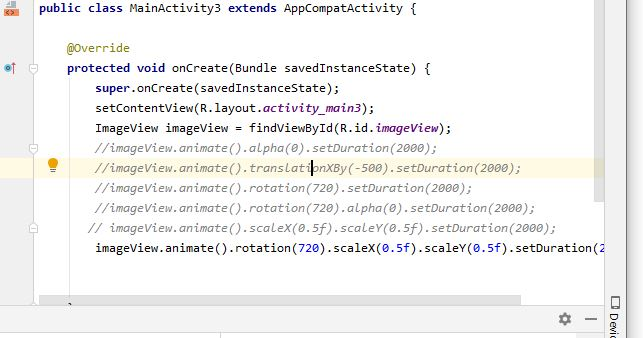 public class MainActivity3 extends AppCompatActivity {
@Override
protected void onCreate(Bundle savedInstanceState) {
super.onCreate(savedInstanceState);
setContentView(R.layout.activity_main3);
ImageView imageView = findViewById(R.id.imageView);
//imageView.animate().alpha(0).setDuration(2000);
//imageView.animate().translationXBy(-500).setDuration(2000);
//imageView.animate().rotation(720).setDuration(2000);
//imageView.animate().rotation(720).alpha(0).setDuration(2000);
// imageView.animate().scaleX(0.5f).scaleY(0.5f).setDuration(2000);
imageView.animate().rotation(720).scaleX(0.5f).scaleY(0.5f).setDuration(2